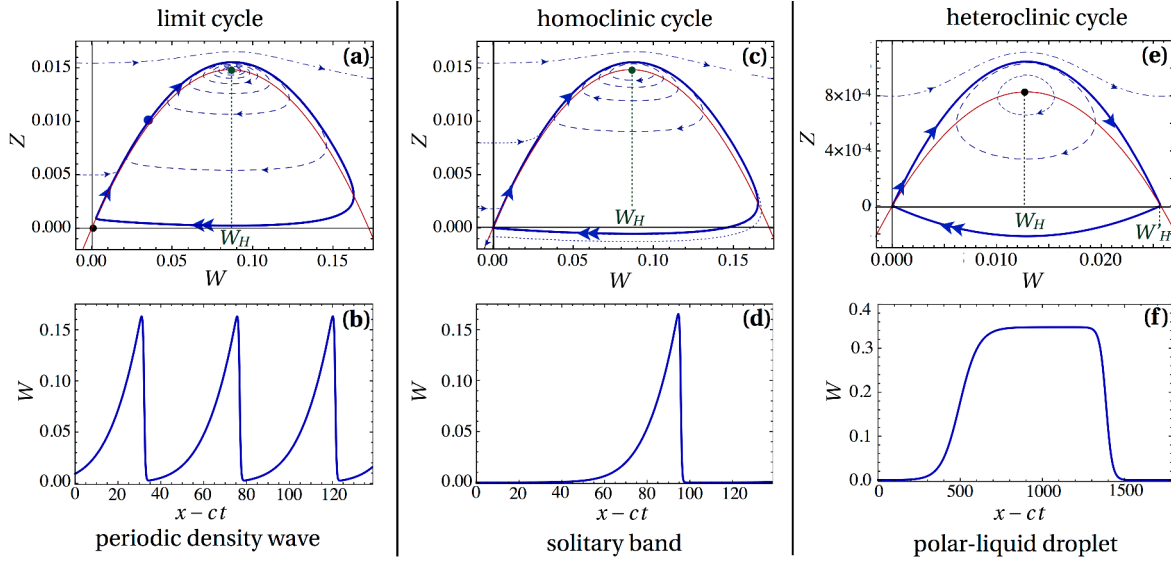 limit cycle
homoclinic cycle
heteroclinic cycle
(a)
Z
0.015
0.010
0.005
0.000
W_H
0.00 0.05 0.10 0.15
W
(c)
Z
0.015
0.010
0.005
0.000
W_H
0.00 0.05 0.10 0.15
W
(e)
Z
8×10⁻⁴
4×10⁻⁴
0
W_H
W'_H
0.000 0.010 0.020
W
(b)
W
0.15
0.10
0.05
0.00
0 20 40 60 80 100 120
x − ct
periodic density wave
(d)
W
0.15
0.10
0.05
0.00
0 20 40 60 80 100 120
x − ct
solitary band
(f)
W
0.4
0.3
0.2
0.1
0.0
0 500 1000 1500
x − ct
polar-liquid droplet